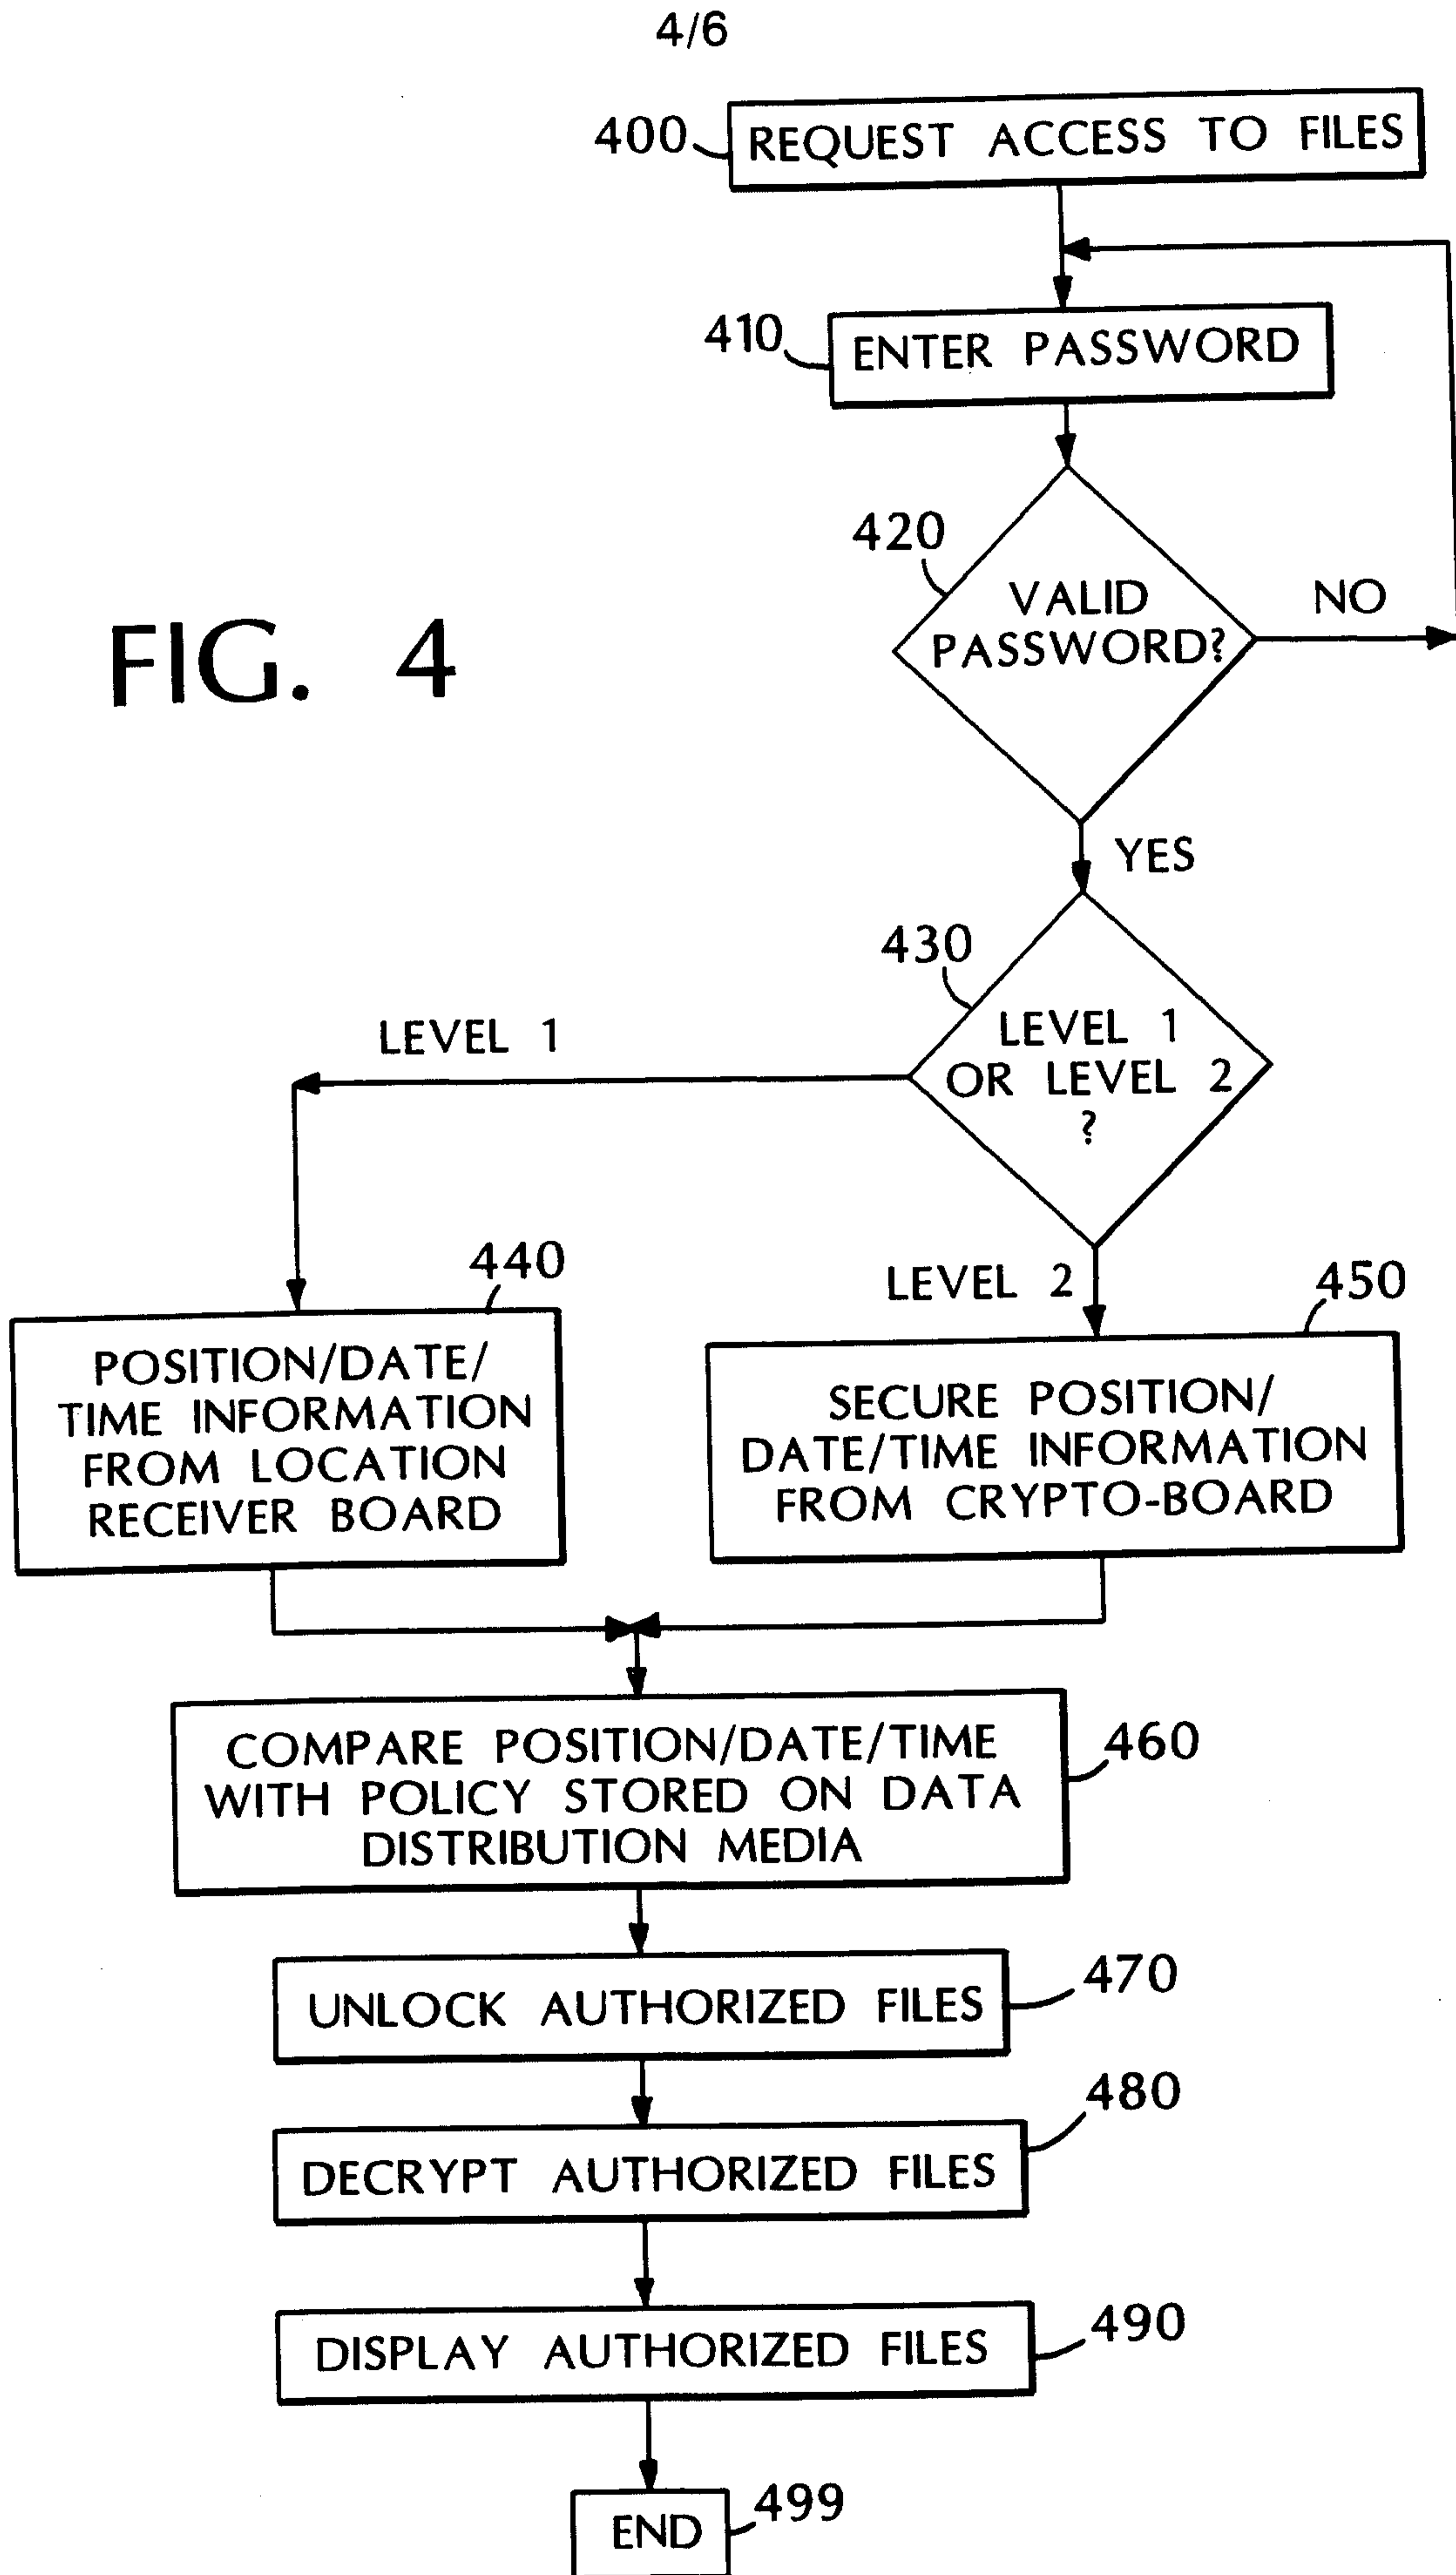 4/6
400
REQUEST ACCESS TO FILES
410
ENTER PASSWORD
420
VALID
PASSWORD?
NO
FIG. 4
YES
430
LEVEL 1
OR LEVEL 2
?
LEVEL 1
LEVEL 2
440
POSITION/DATE/
TIME INFORMATION
FROM LOCATION
RECEIVER BOARD
450
SECURE POSITION/
DATE/TIME INFORMATION
FROM CRYPTO-BOARD
COMPARE POSITION/DATE/TIME
WITH POLICY STORED ON DATA
DISTRIBUTION MEDIA
460
UNLOCK AUTHORIZED FILES
470
DECRYPT AUTHORIZED FILES
480
DISPLAY AUTHORIZED FILES
490
END
499